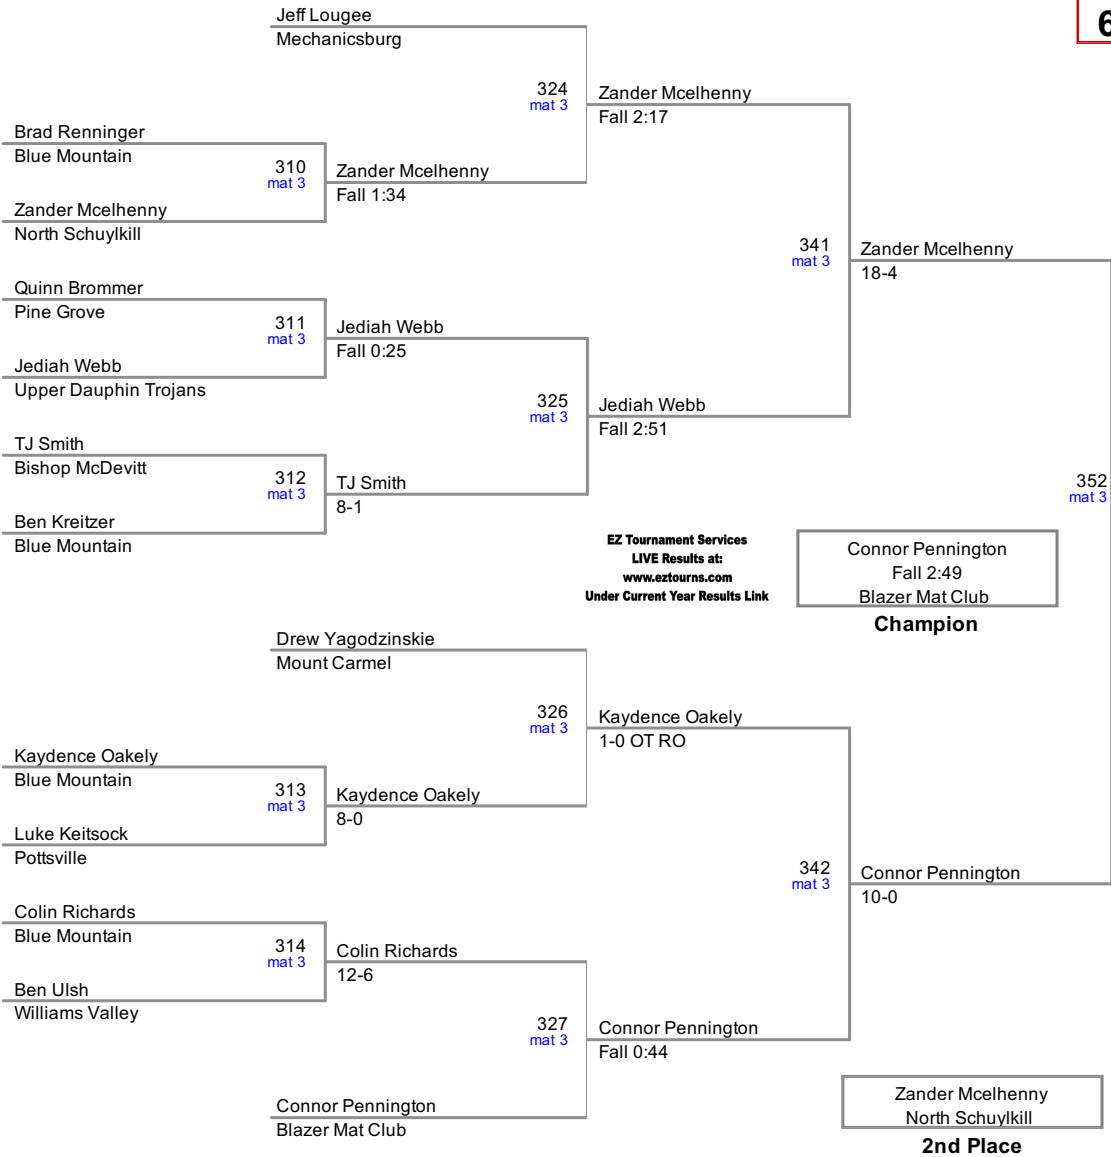 Jeff Lougee
Mechanicsburg
6
324
mat 3
Zander Mcelhenny
Fall 2:17
Brad Renninger
Blue Mountain
310
mat 3
Zander Mcelhenny
Fall 1:34
Zander Mcelhenny
North Schuylkill
341
mat 3
Zander Mcelhenny
18-4
Quinn Brommer
Pine Grove
311
mat 3
Jediah Webb
Fall 0:25
Jediah Webb
Upper Dauphin Trojans
325
mat 3
Jediah Webb
Fall 2:51
TJ Smith
Bishop McDevitt
312
mat 3
TJ Smith
8-1
Ben Kreitzer
Blue Mountain
352
mat 3
EZ Tournament Services
LIVE Results at:
www.eztourns.com
Under Current Year Results Link
Connor Pennington
Fall 2:49
Blazer Mat Club
Champion
Drew Yagodzinskie
Mount Carmel
326
mat 3
Kaydence Oakely
1-0 OT RO
Kaydence Oakely
Blue Mountain
313
mat 3
Kaydence Oakely
8-0
Luke Keitsock
Pottsville
342
mat 3
Connor Pennington
10-0
Colin Richards
Blue Mountain
314
mat 3
Colin Richards
12-6
Ben Ulsh
Williams Valley
327
mat 3
Connor Pennington
Fall 0:44
Connor Pennington
Blazer Mat Club
Zander Mcelhenny
North Schuylkill
2nd Place